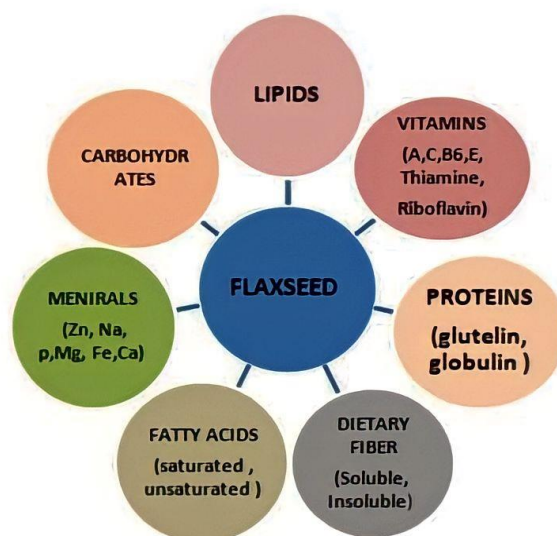 LIPIDS
VITAMINS
(A,C,B6,E,
Thiamine,
Riboflavin)
CARBOHYDR
ATES
FLAXSEED
MENIRALS
(Zn, Na,
p,Mg, Fe,Ca)
PROTEINS
(glutelin,
globulin )
FATTY ACIDS
(saturated ,
unsaturated )
DIETARY
FIBER
(Soluble,
Insoluble)